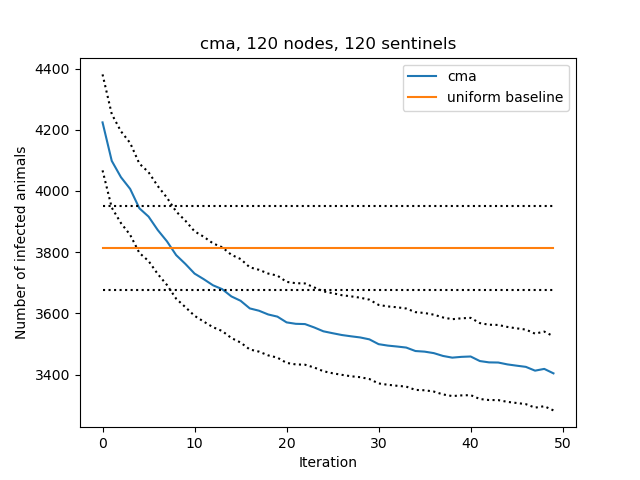 cma, 120 nodes, 120 sentinels
cma
uniform baseline
Number of infected animals
4400
4200
4000
3800
3600
3400
0 10 20 30 40 50
Iteration